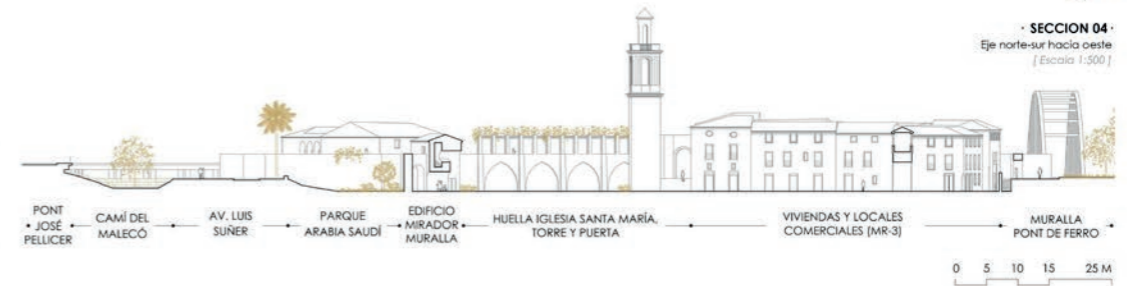 · SECCION 04 ·
Eje norte-sur hacia oeste
[ Escala 1:500 ]
PONT
JOSÉ
PELLICER
CAMÍ DEL
MALECÓ
AV. LUIS
SUÑER
PARQUE
ARABIA SAUDÍ
EDIFICIO
MIRADOR
MURALLA
HUELLA IGLESIA SANTA MARÍA,
TORRE Y PUERTA
VIVIENDAS Y LOCALES
COMERCIALES (MR-3)
MURALLA
PONT DE FERRO
0 5 10 15 25 M